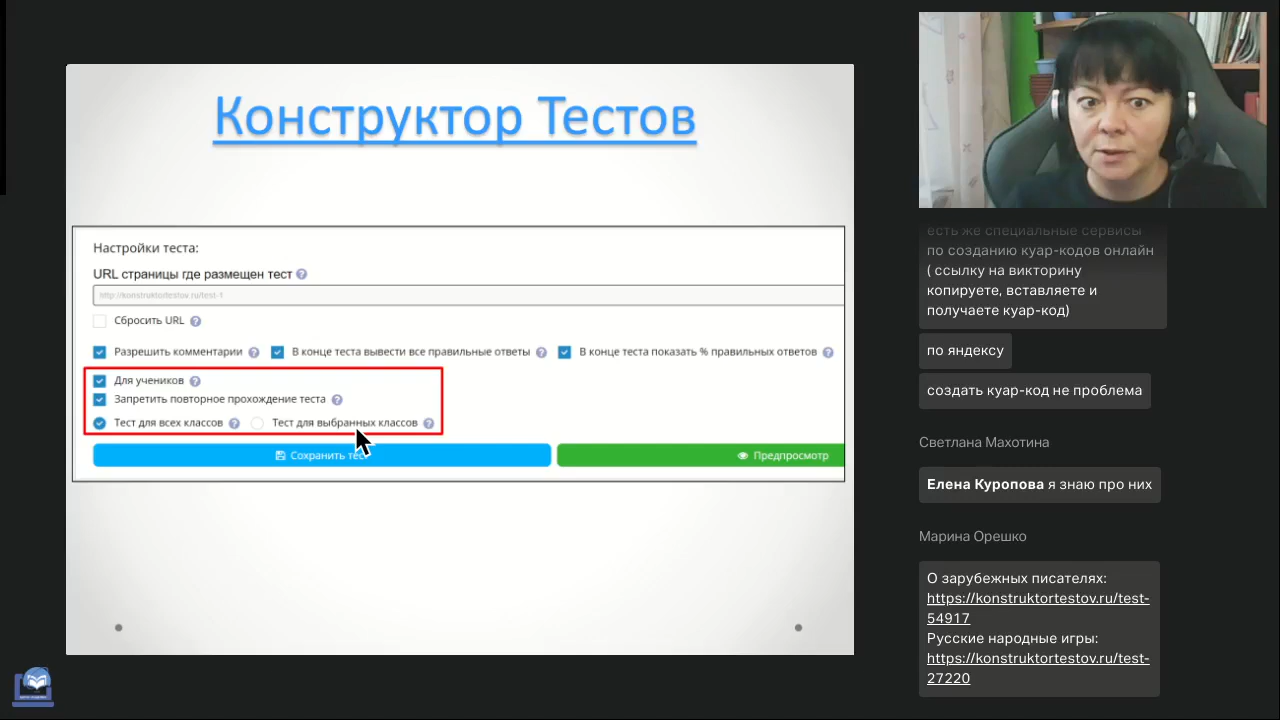 Конструктор Тестов
Настройки теста:
URL страницы где размещен тест
http://konstruktortestov.ru/test-1
Сбросить URL
Разрешить комментарии
В конце теста вывести все правильные ответы
В конце теста показать % правильных ответов
Для учеников
Запретить повторное прохождение теста
Тест для всех классов
Тест для выбранных классов
Сохранить тест
Предпросмотр
есть же специальные сервисы
по созданию куар-кодов онлайн
( ссылку на викторину
копируете, вставляете и
получаете куар-код)
по яндексу
создать куар-код не проблема
Светлана Махотина
Елена Куропова я знаю про них
Марина Орешко
О зарубежных писателях:
https://konstruktortestov.ru/test-
54917
Русские народные игры:
https://konstruktortestov.ru/test-
27220